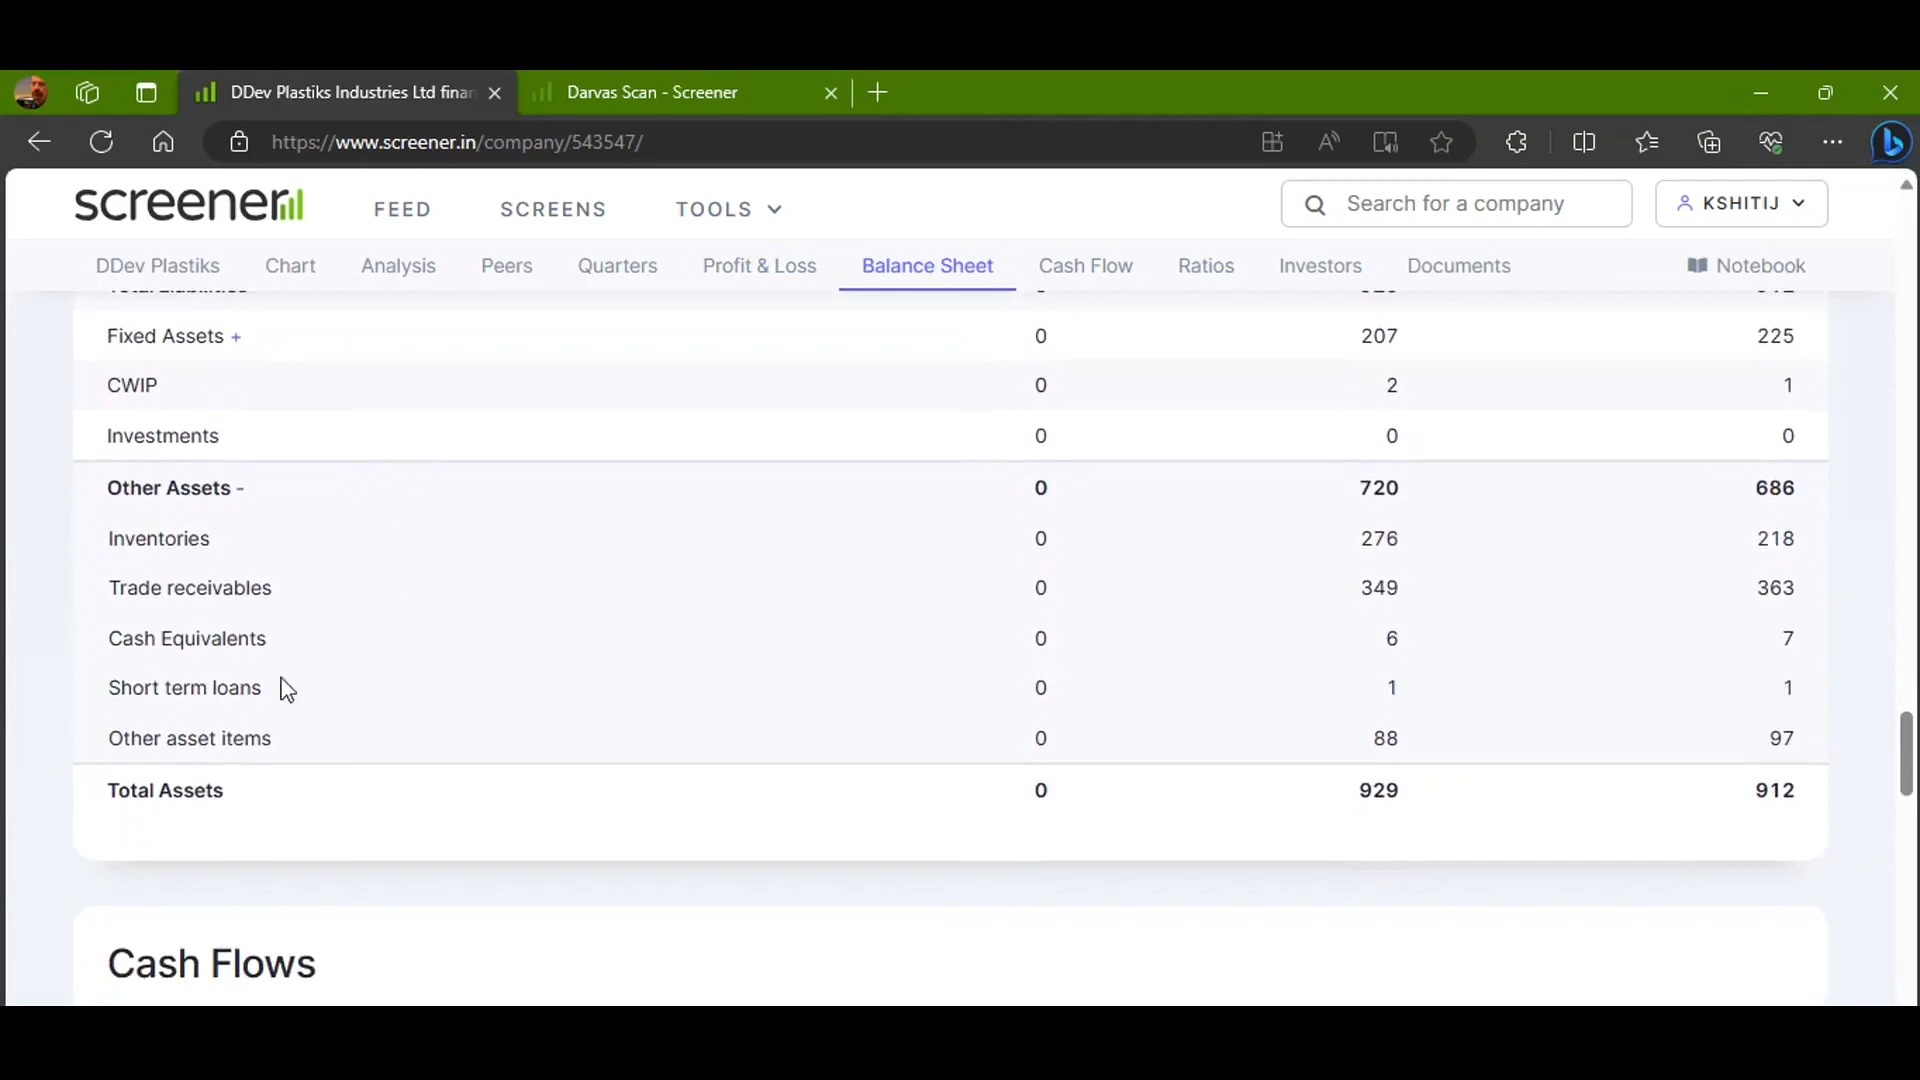 DDev Plastiks Industries Ltd finan
Darvas Scan - Screener
https://www.screener.in/company/543547/
screener
FEED
SCREENS
TOOLS
Search for a company
KSHITIJ
DDev Plastiks
Chart
Analysis
Peers
Quarters
Profit & Loss
Balance Sheet
Cash Flow
Ratios
Investors
Documents
Notebook
Fixed Assets + 0 207 225
CWIP 0 2 1
Investments 0 0 0
Other Assets - 0 720 686
Inventories 0 276 218
Trade receivables 0 349 363
Cash Equivalents 0 6 7
Short term loans 0 1 1
Other asset items 0 88 97
Total Assets 0 929 912
Cash Flows